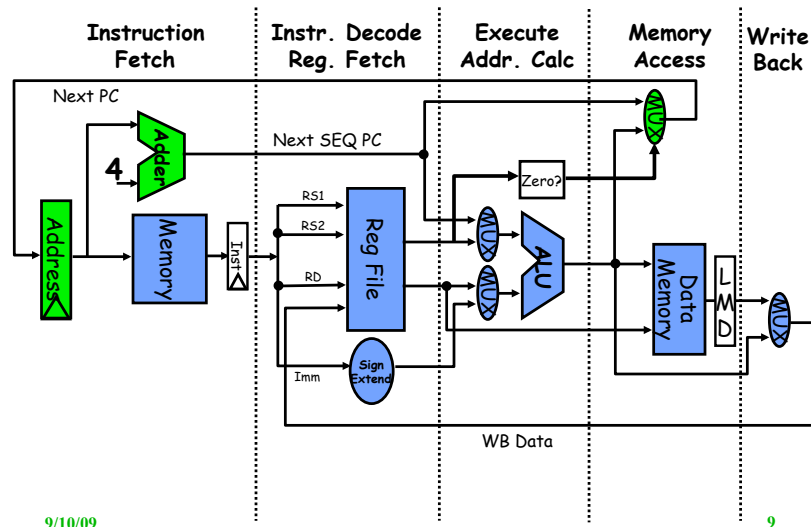 Instruction
Fetch
Instr. Decode
Reg. Fetch
Execute
Addr. Calc
Memory
Access
Write
Back
Next PC
MUX
Adder
Next SEQ PC
4
Zero?
RS1
RS2
RD
Reg File
MUX
MUX
ALU
Address
Memory
Inst
Data
Memory
LMD
MUX
Imm
Sign
Extend
WB Data
9/10/09
9